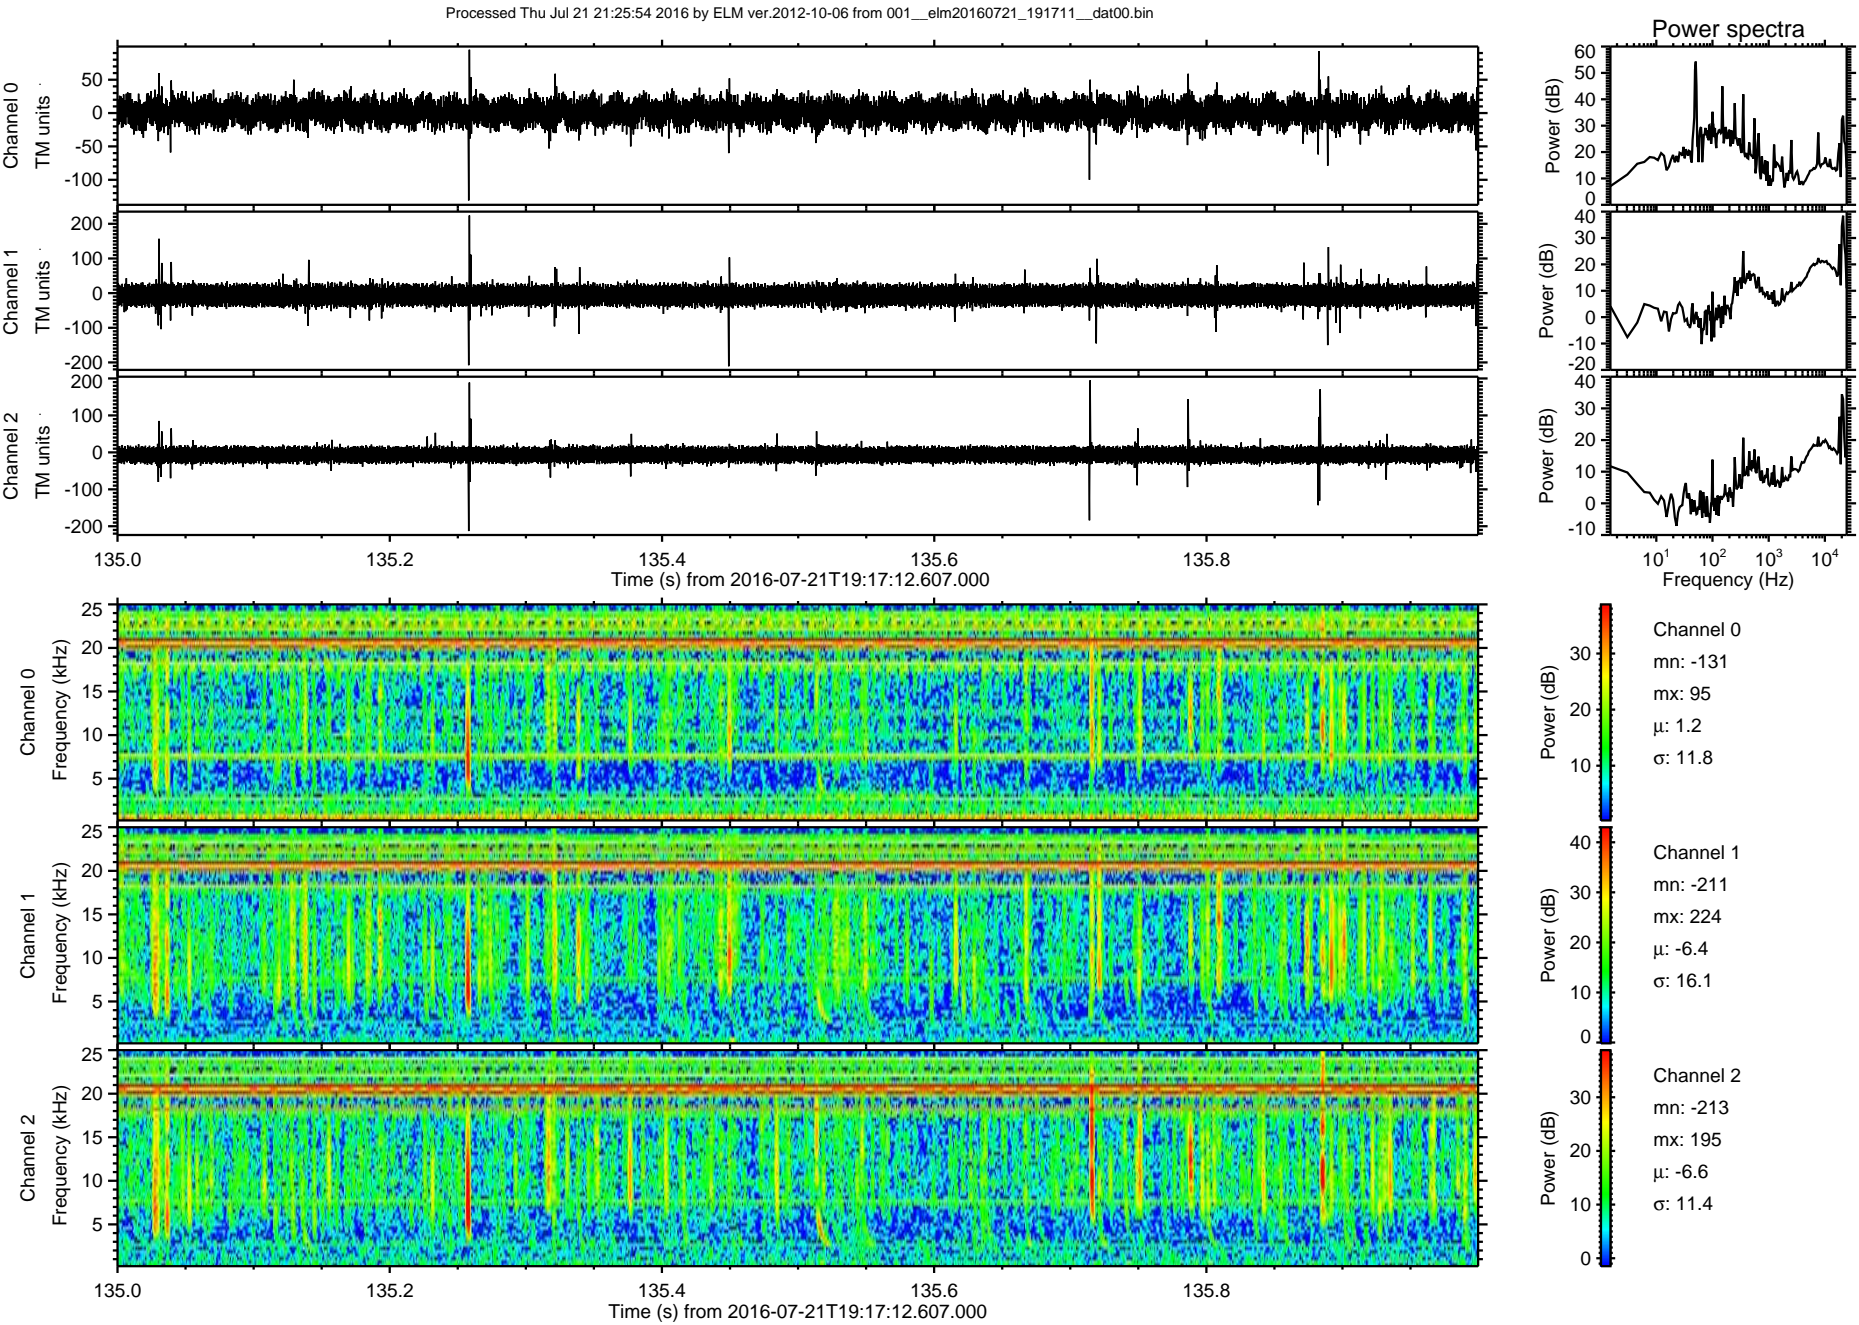 Processed Thu Jul 21 21:25:54 2016 by ELM ver.2012-10-06 from 001__elm20160721_191711__dat00.bin
Power spectra
Channel 0
TM units
50
0
-50
-100
Power (dB)
60
50
40
30
20
10
0
Channel 1
TM units
200
100
0
-100
-200
Power (dB)
40
30
20
10
0
-10
-20
Channel 2
TM units
200
100
0
-100
-200
Power (dB)
40
30
20
10
0
-10
135.0 135.2 135.4 135.6 135.8
Time (s) from 2016-07-21T19:17:12.607.000
10¹ 10² 10³ 10⁴
Frequency (Hz)
Channel 0
Frequency (kHz)
25
20
15
10
5
Power (dB)
30
20
10
Channel 0
mn: -131
mx: 95
μ: 1.2
σ: 11.8
Channel 1
Frequency (kHz)
25
20
15
10
5
Power (dB)
40
30
20
10
0
Channel 1
mn: -211
mx: 224
μ: -6.4
σ: 16.1
Channel 2
Frequency (kHz)
25
20
15
10
5
Power (dB)
30
20
10
0
Channel 2
mn: -213
mx: 195
μ: -6.6
σ: 11.4
135.0 135.2 135.4 135.6 135.8
Time (s) from 2016-07-21T19:17:12.607.000